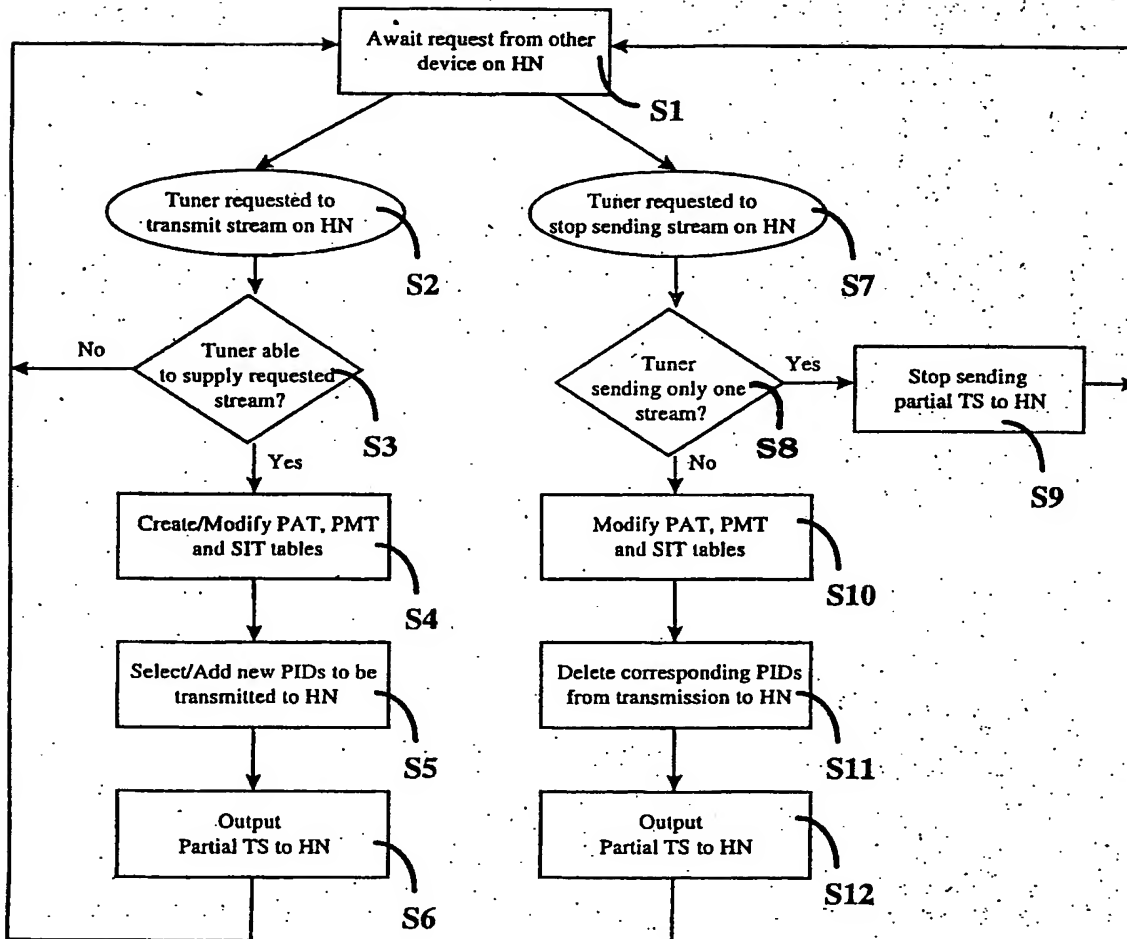 Await request from other
device on HN
S1
Tuner requested to
transmit stream on HN
S2
Tuner requested to
stop sending stream on HN
S7
No
Tuner able
to supply requested
stream?
S3
Yes
Tuner
sending only one
stream?
S8
Yes
No
Stop sending
partial TS to HN
S9
Create/Modify PAT, PMT
and SIT tables
S4
Modify PAT, PMT
and SIT tables
S10
Select/Add new PIDs to be
transmitted to HN
S5
Delete corresponding PIDs
from transmission to HN
S11
Output
Partial TS to HN
S6
Output
Partial TS to HN
S12